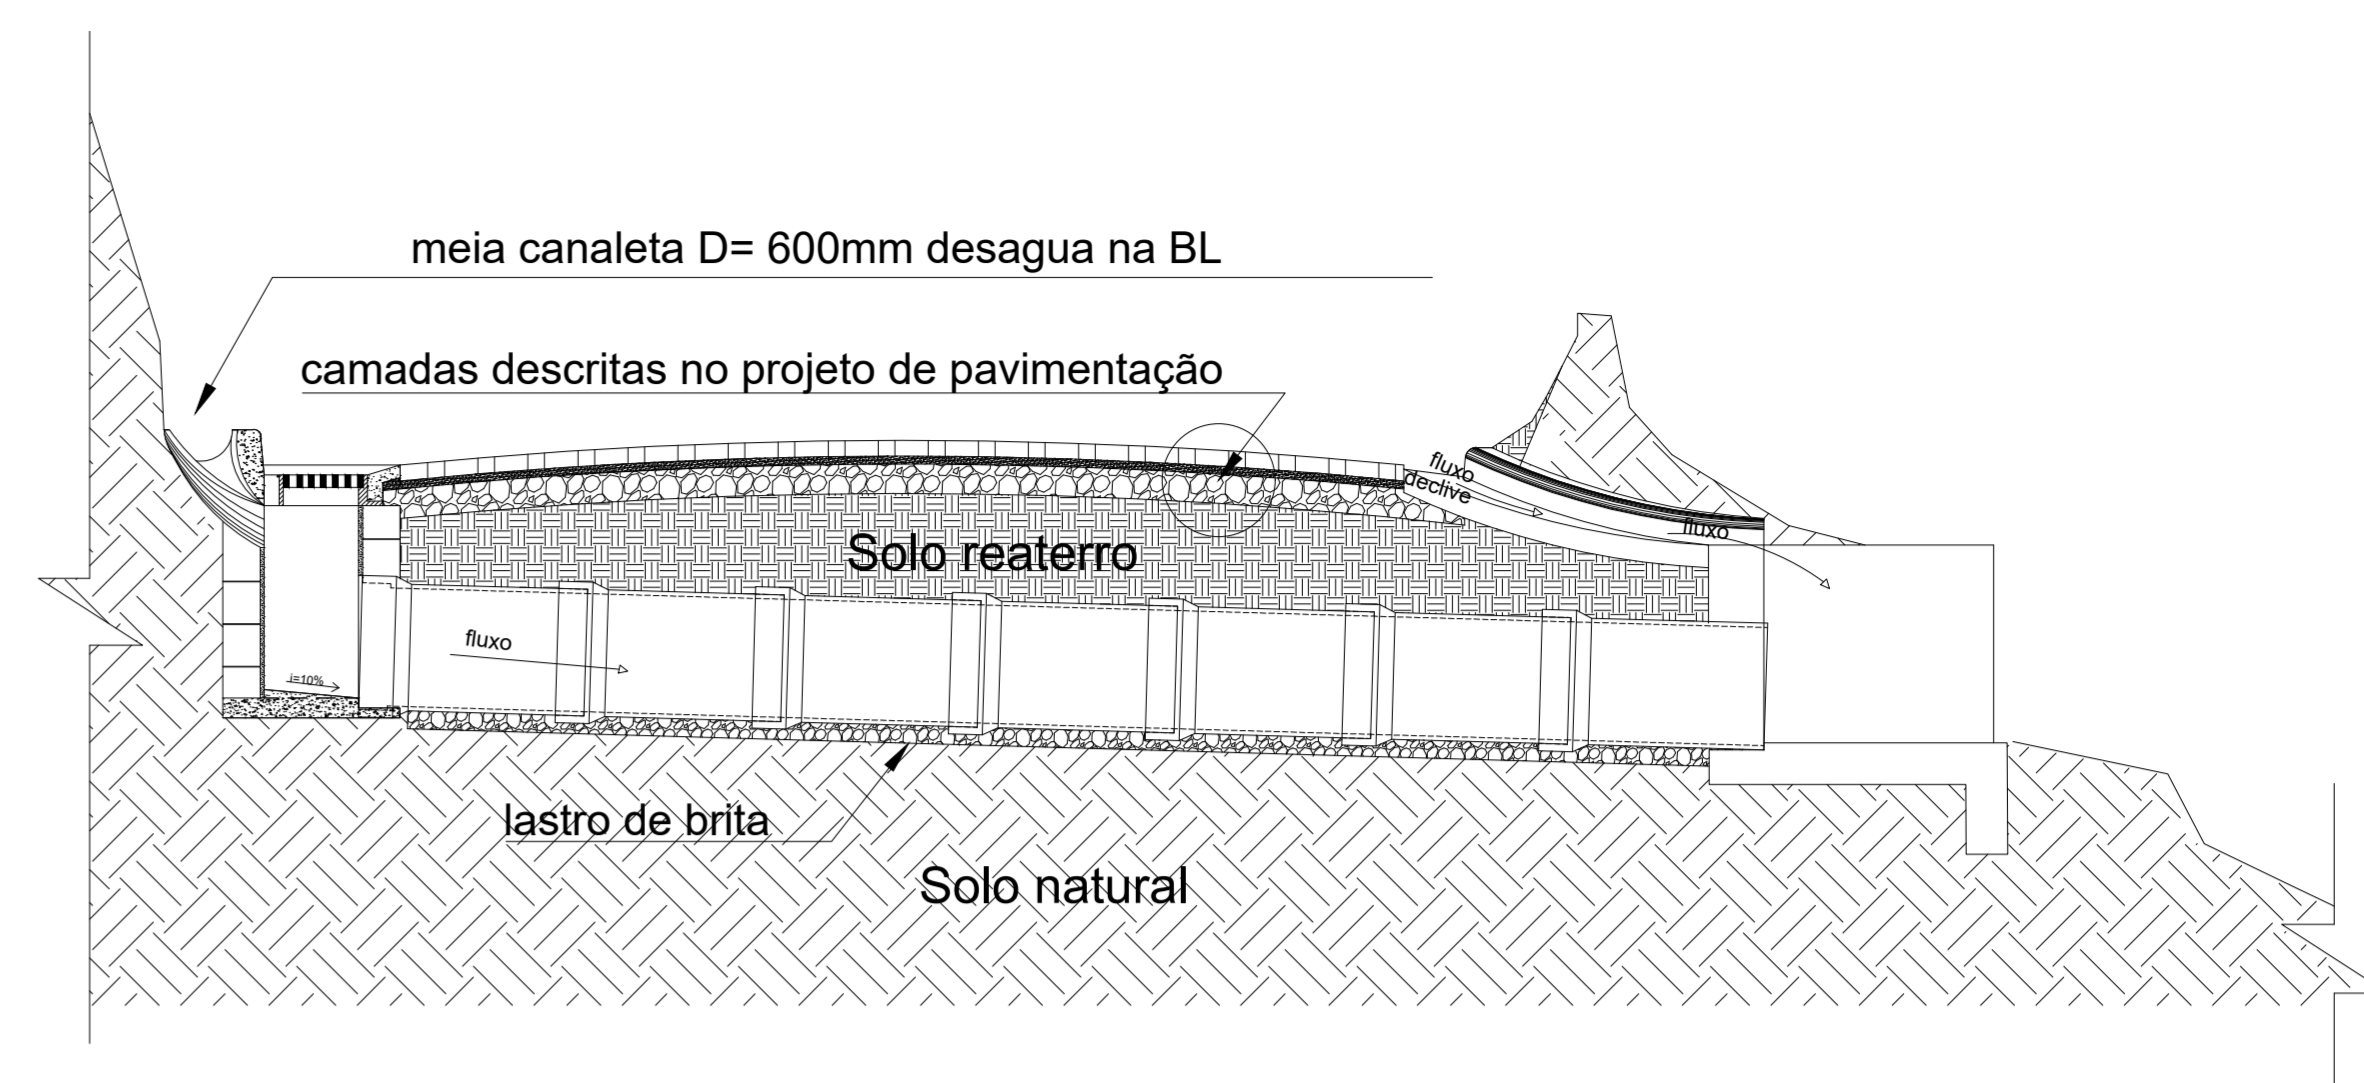 meia canaleta D= 600mm desagua na BL
camadas descritas no projeto de pavimentação
fluxo
declive
fluxo
Solo reaterro
fluxo
i=10%
lastro de brita
Solo natural